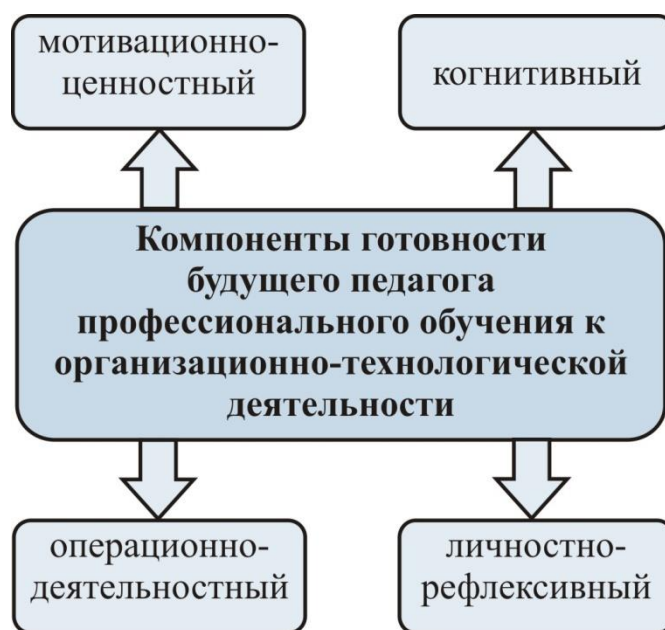 мотивационно-
ценностный
когнитивный
Компоненты готовности
будущего педагога
профессионального обучения к
организационно-технологической
деятельности
операционно-
деятельностный
личностно-
рефлексивный